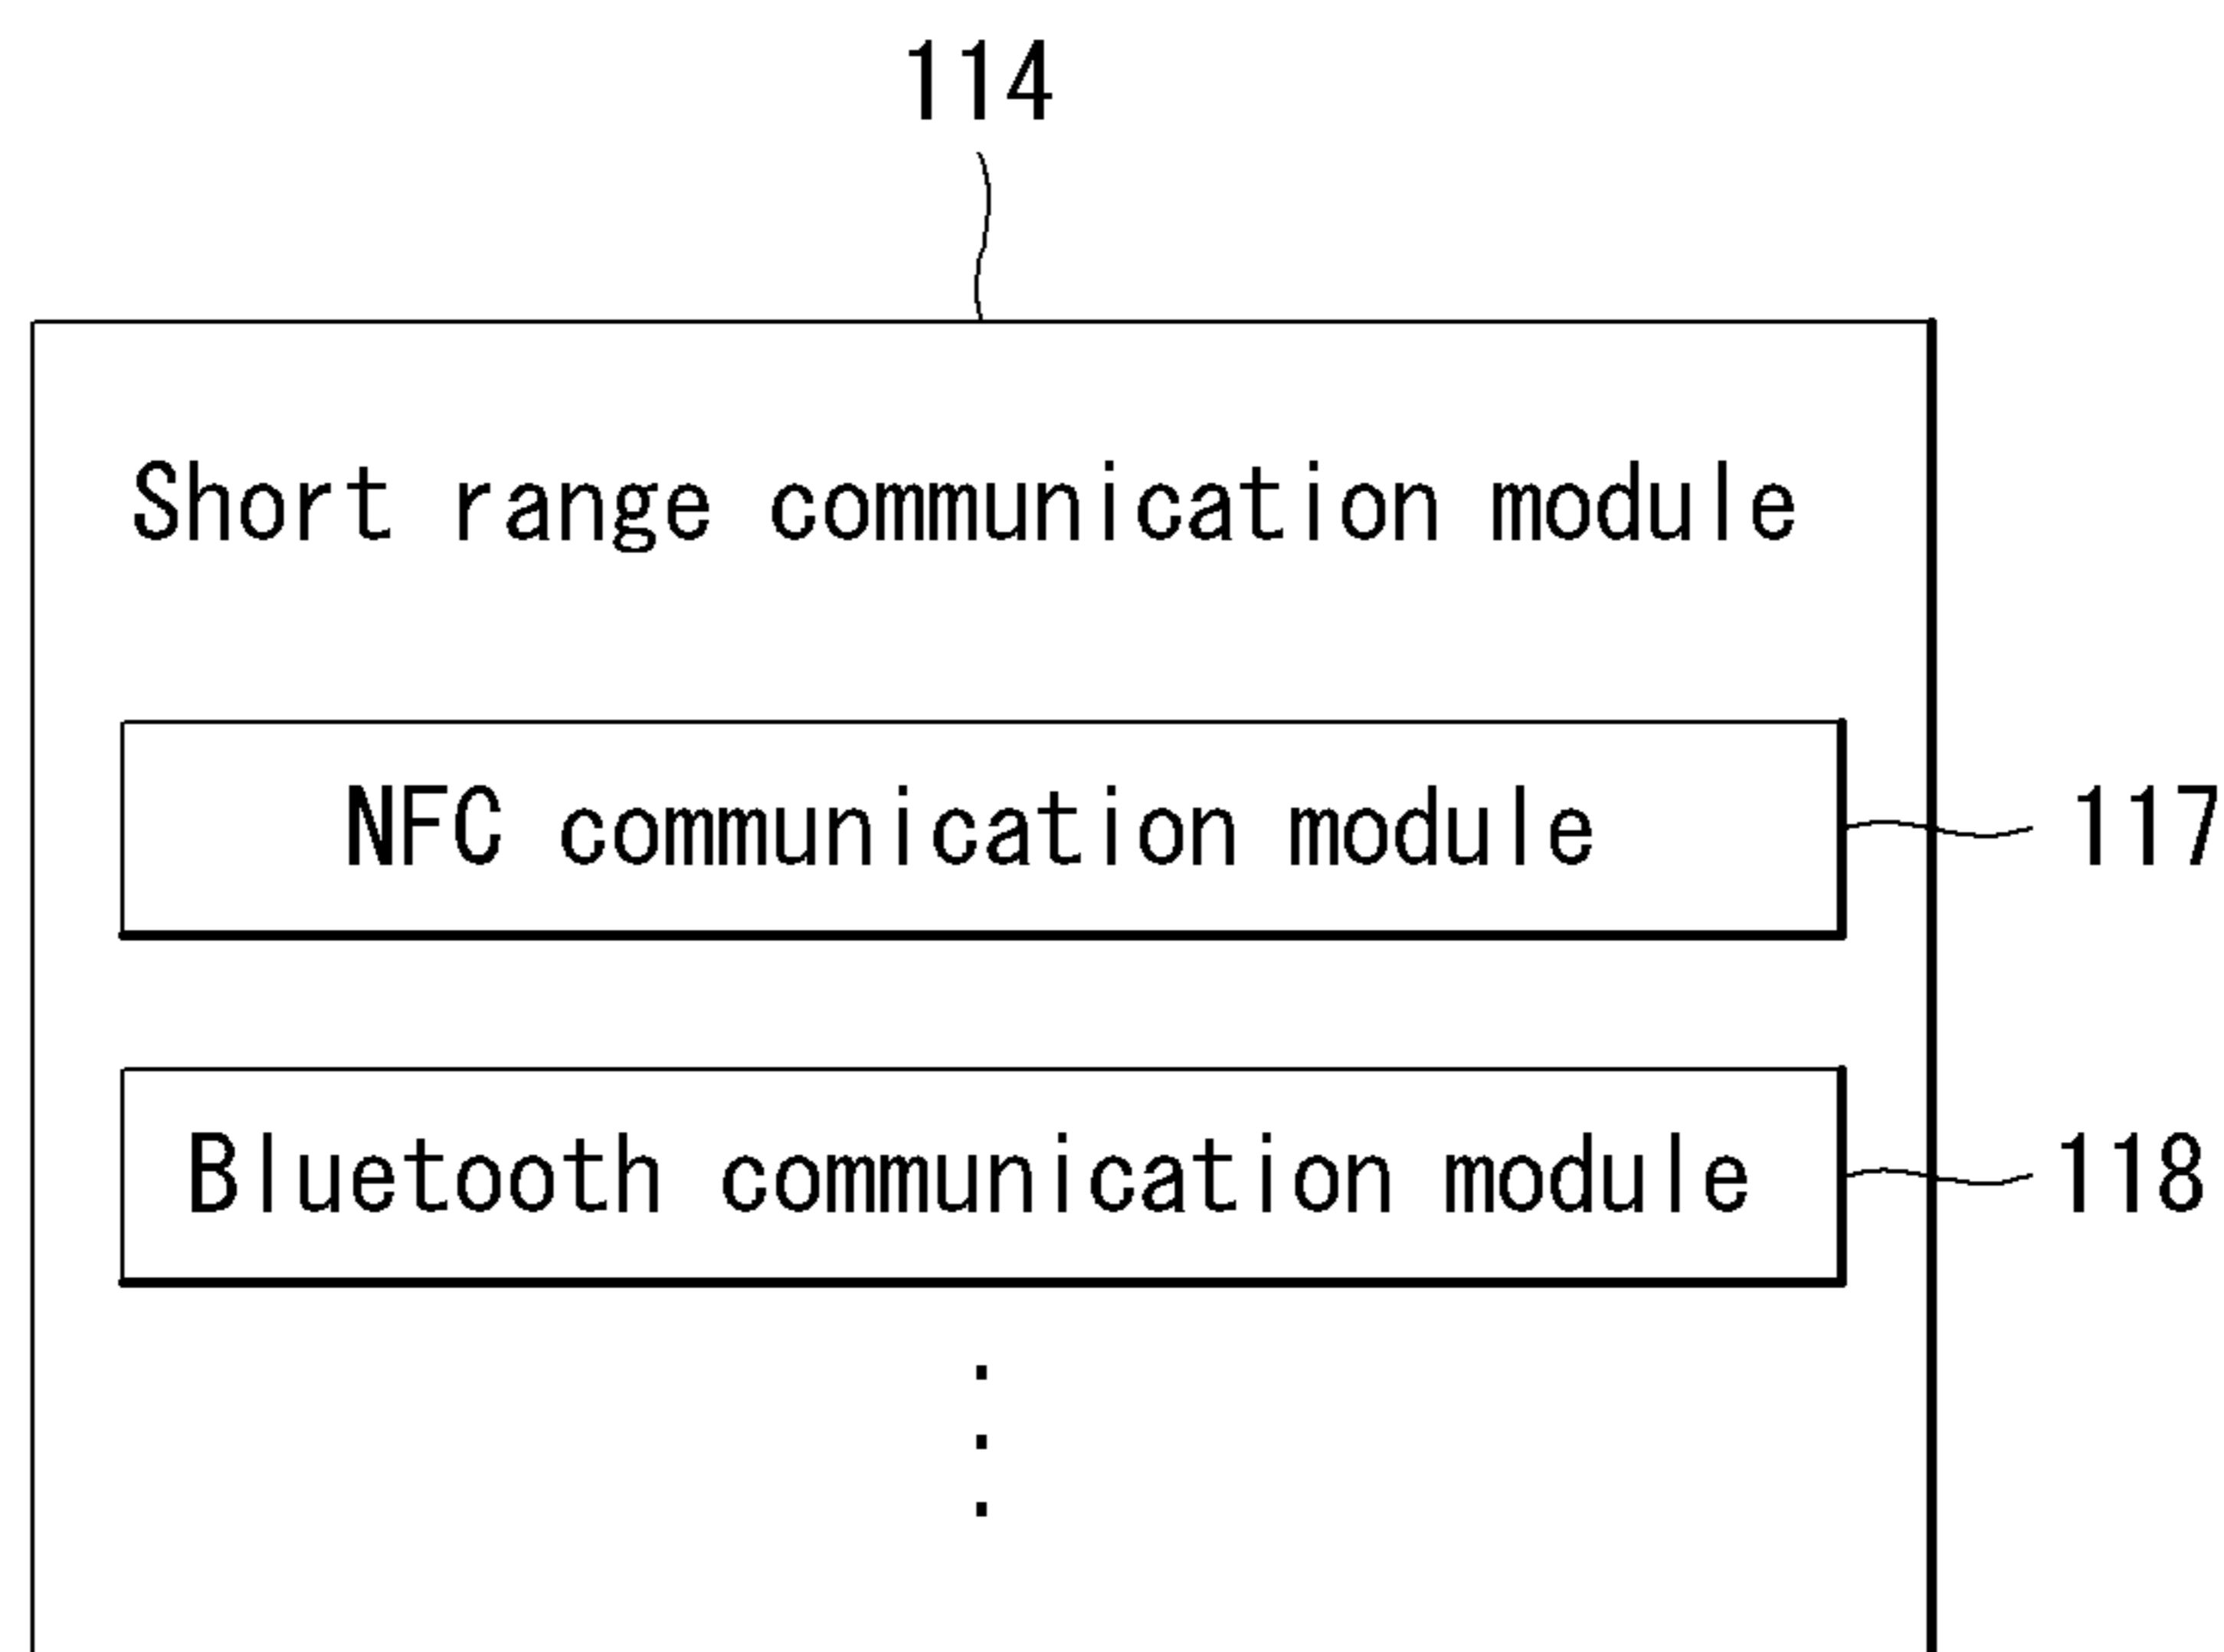 114
Short range communication module
NFC communication module
117
Bluetooth communication module
118